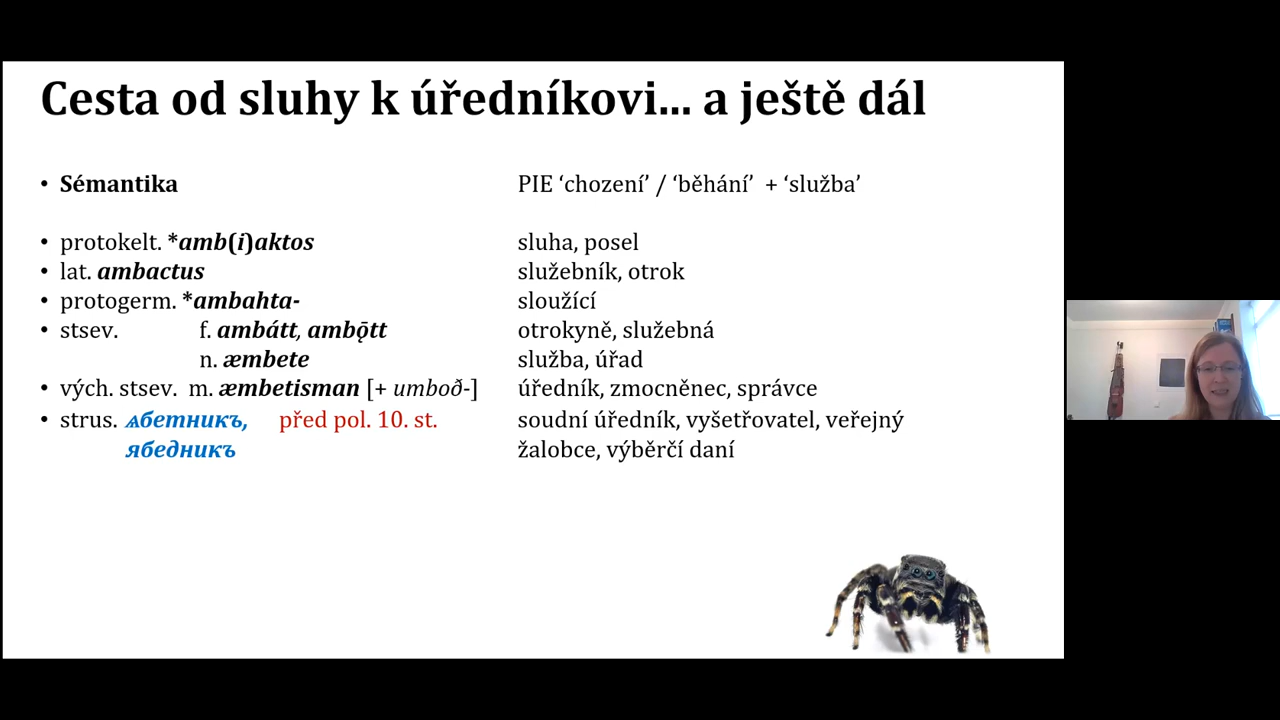 Cesta od sluhy k úředníkovi... a ještě dál
• Sémantika PIE ‘chození’ / ‘běhání’ + ‘služba’
• protokelt. *amb(i)aktos sluha, posel
• lat. ambactus služebník, otrok
• protogerm. *ambahta- sloužící
• stsev. f. ambátt, ambǭtt otrokyně, služebná
n. æmbete služba, úřad
• vých. stsev. m. æmbetisman [+ umboð-] úředník, zmocněnec, správce
• strus. ѧбетникъ, před pol. 10. st. soudní úředník, vyšetřovatel, veřejný
ябедникъ žalobce, výběrčí daní